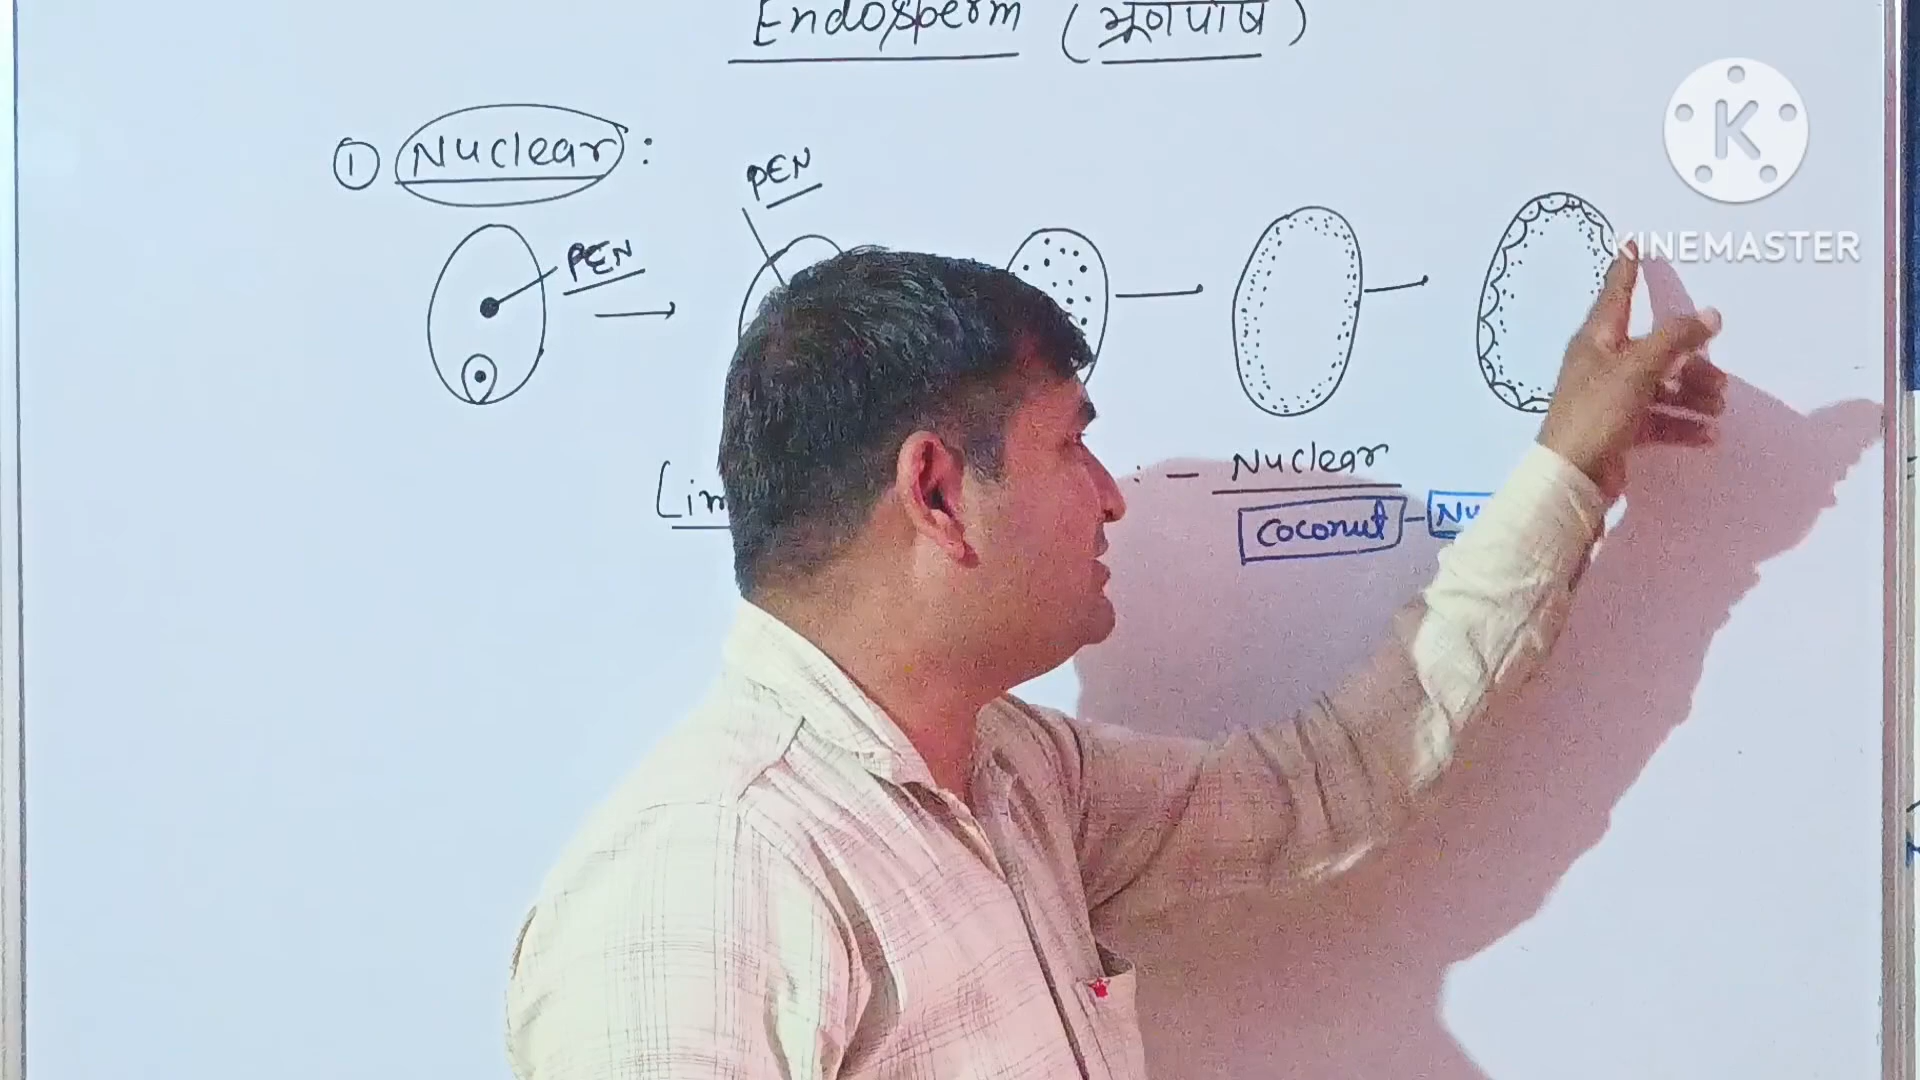 Endosperm (भ्रूणपोष)
① Nuclear :
PEN
PEN
KINEMASTER
: - Nuclear
Coconut -